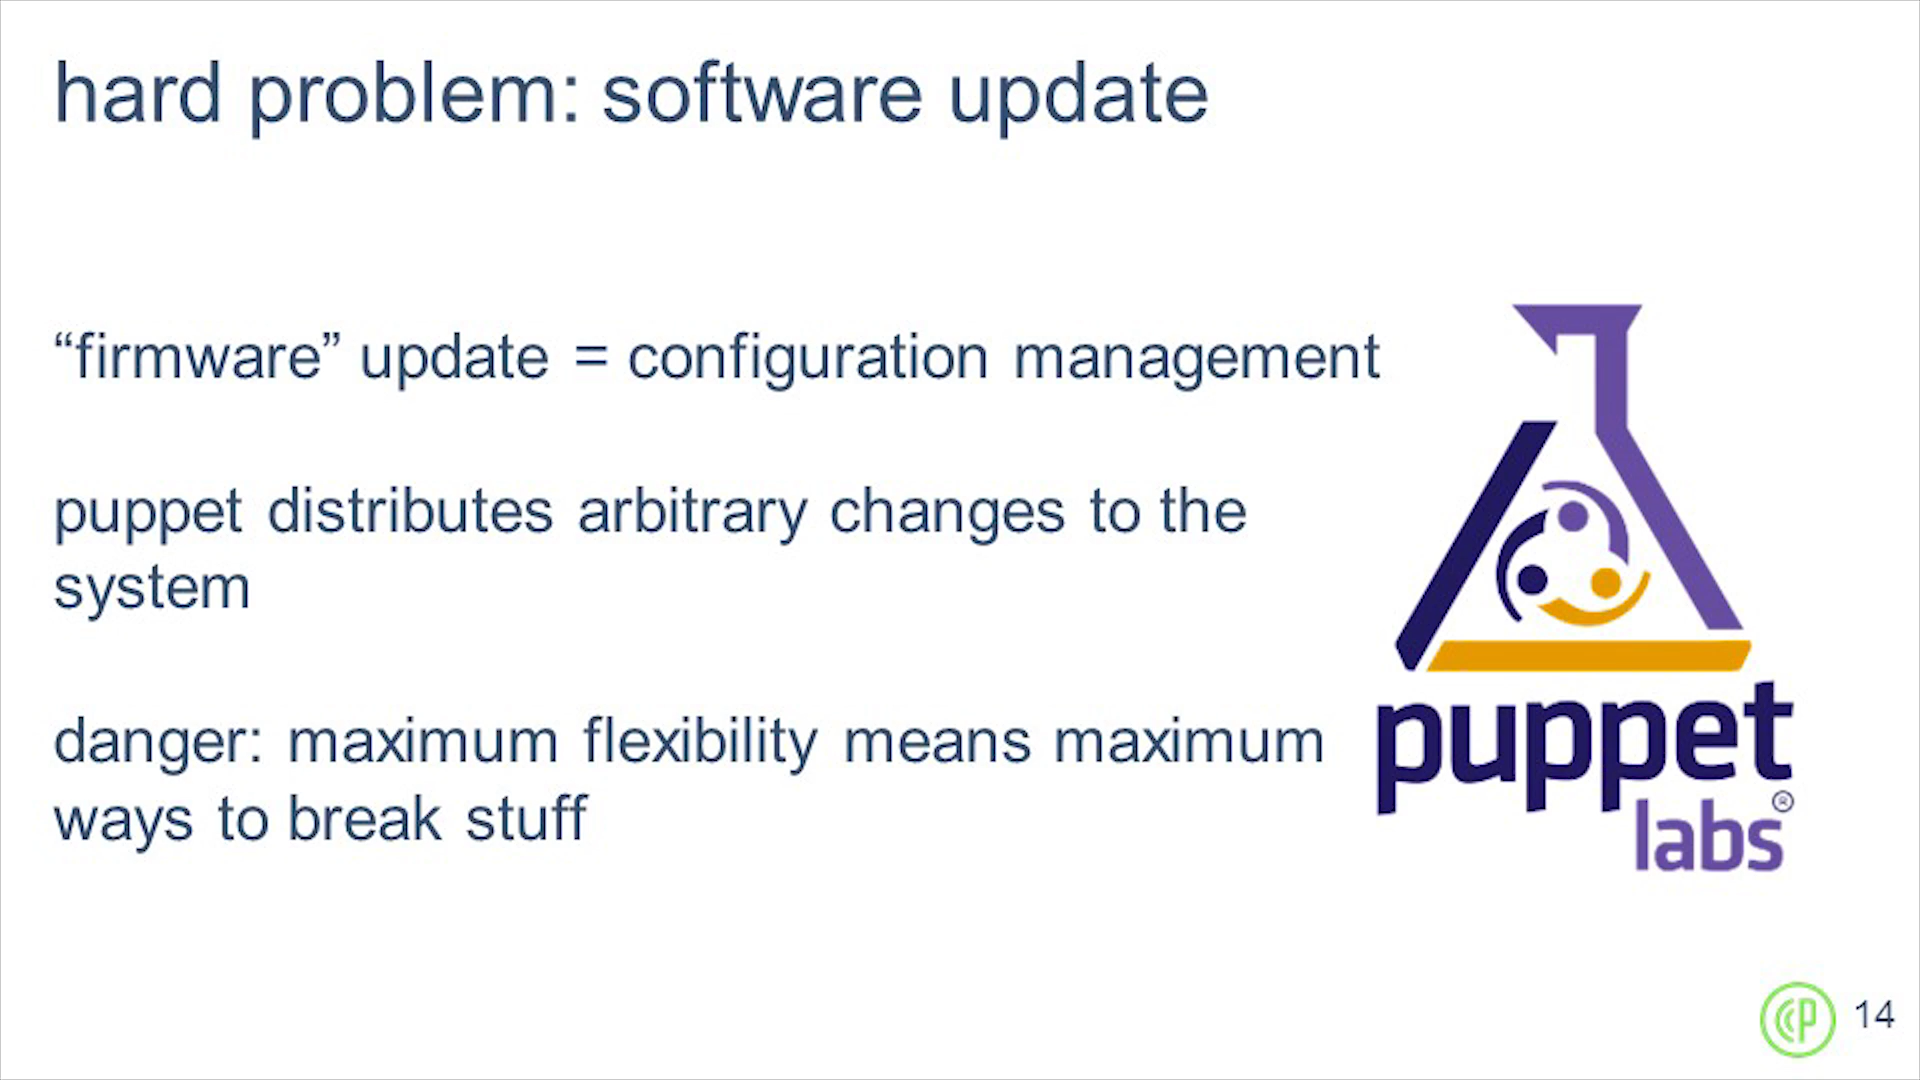 hard problem: software update
“firmware” update = configuration management
puppet distributes arbitrary changes to the
system
danger: maximum flexibility means maximum
ways to break stuff
puppet
labs®
CP 14